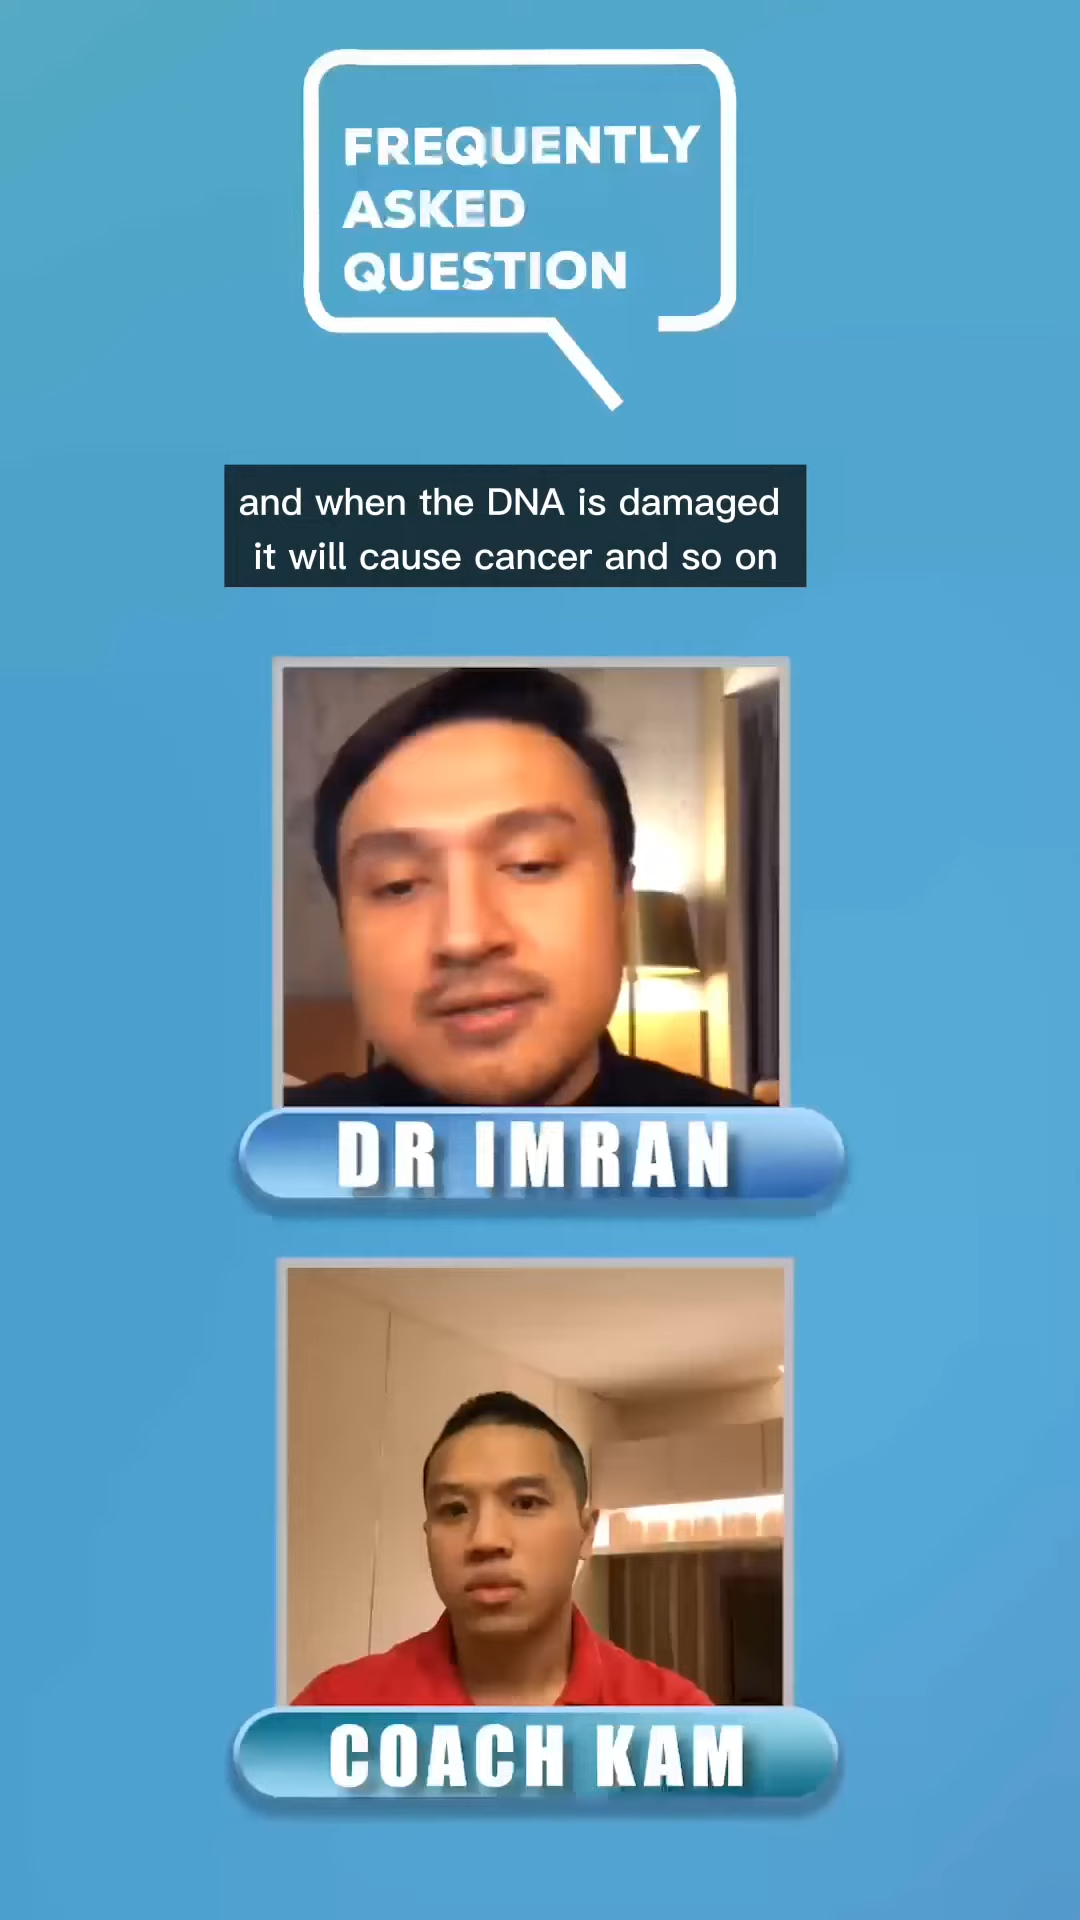 FREQUENTLY
ASKED
QUESTION
and when the DNA is damaged
it will cause cancer and so on
DR IMRAN
COACH KAM